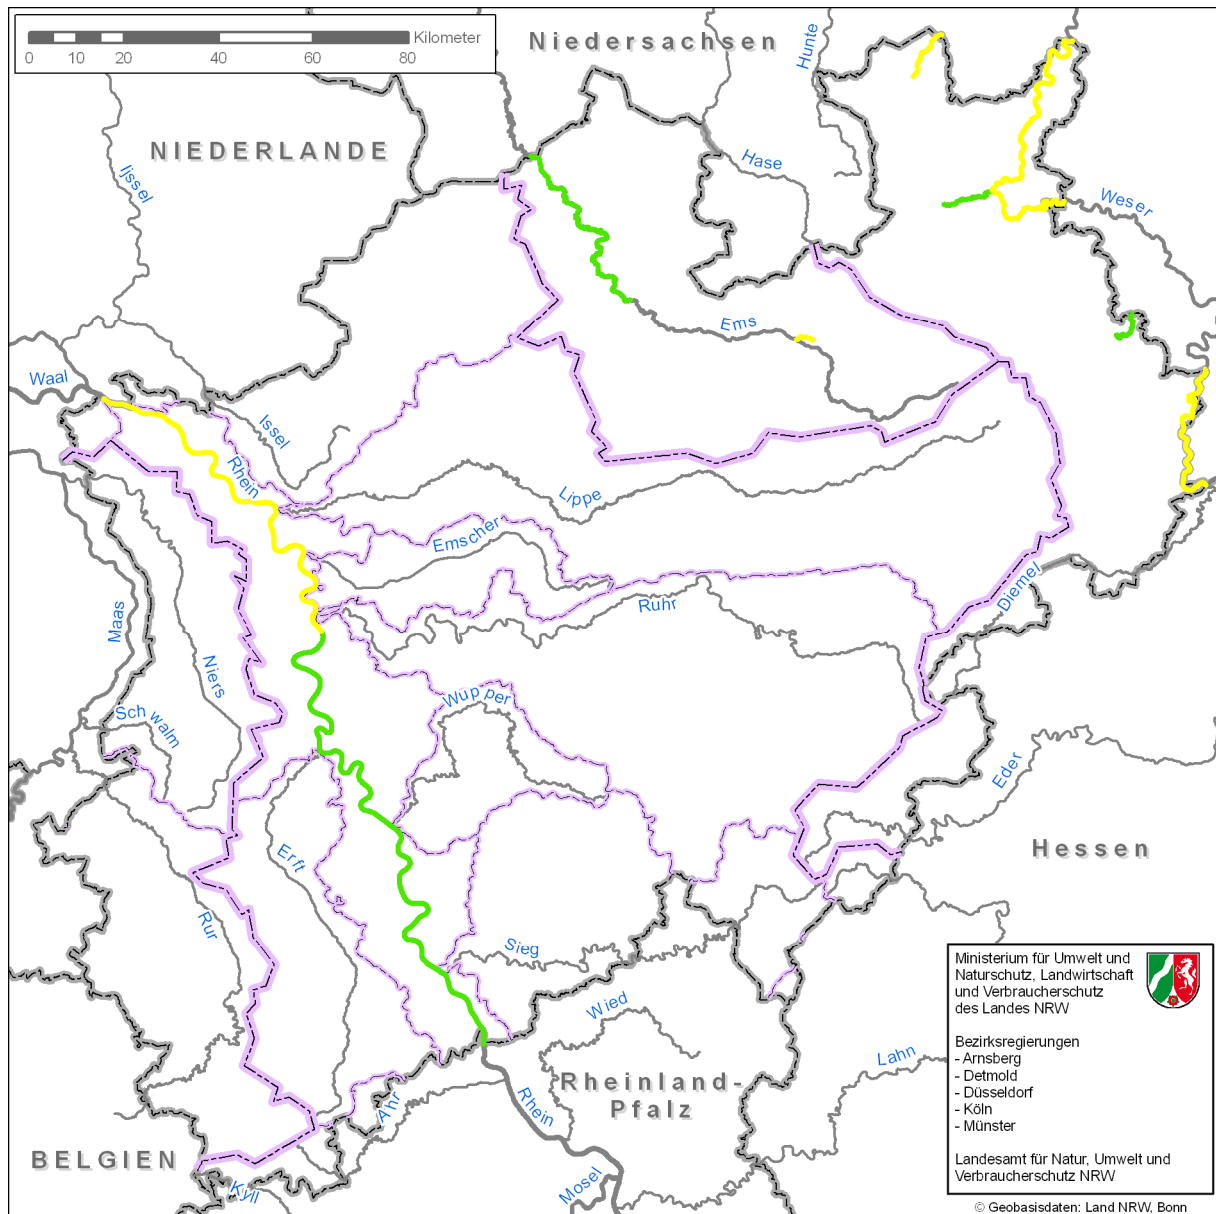 Kilometer
0 10 20 40 60 80
Niedersachsen
Hunte
NIEDERLANDE
Ijssel
Hase
Weser
Ems
Waal
Issel
Rhein
Lippe
Emscher
Diemel
Ruhr
Maas
Niers
Wupper
Schwalm
Eder
Hessen
Erft
Rur
Sieg
Wied
Lahn
Rheinland-
Pfalz
Rhein
Ahr
BELGIEN
Kyll
Mosel
Ministerium für Umwelt und
Naturschutz, Landwirtschaft
und Verbraucherschutz
des Landes NRW
Bezirksregierungen
- Arnsberg
- Detmold
- Düsseldorf
- Köln
- Münster
Landesamt für Natur, Umwelt und
Verbraucherschutz NRW
© Geobasisdaten: Land NRW, Bonn